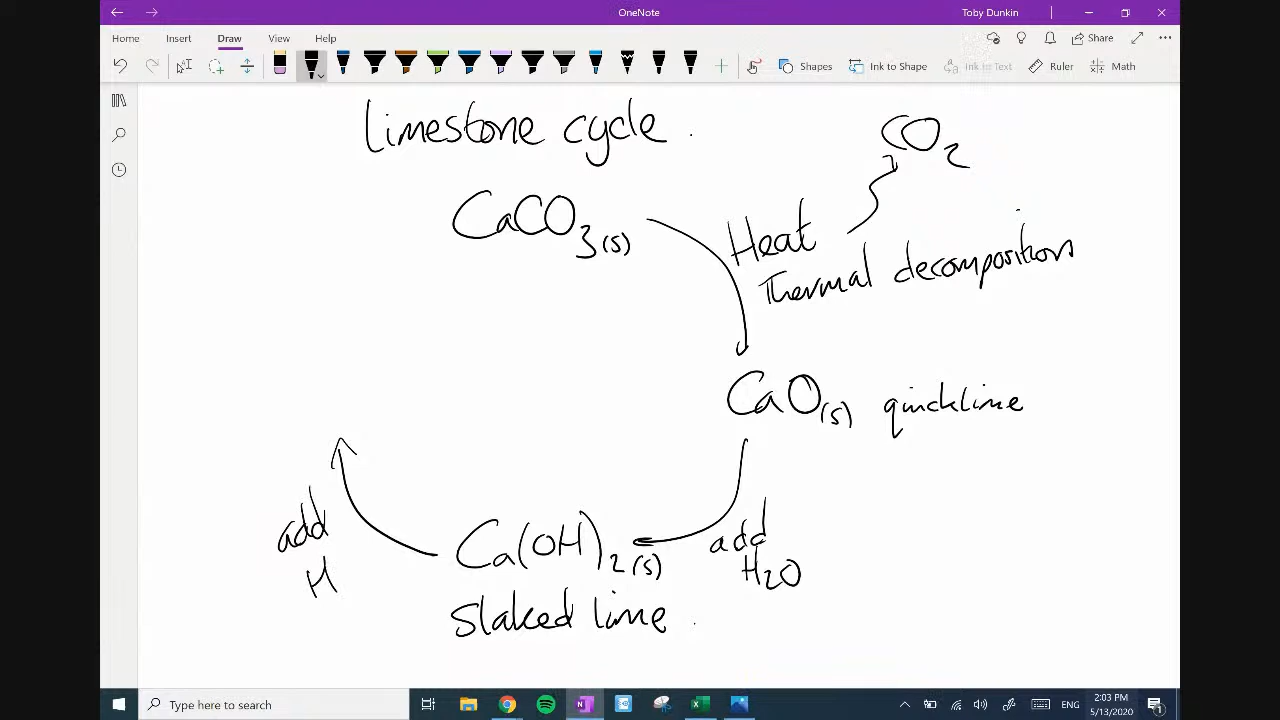 OneNote
Toby Dunkin
Home Insert Draw View Help
Share
Shapes Ink to Shape Ink to Text Ruler Math
limestone cycle.
CO2
CaCO3(s)
Heat
Thermal decomposition
CaO(s) quicklime
add
H
Ca(OH)2(s)
add
H2O
Slaked lime.
Type here to search
ENG
2:03 PM
5/13/2020